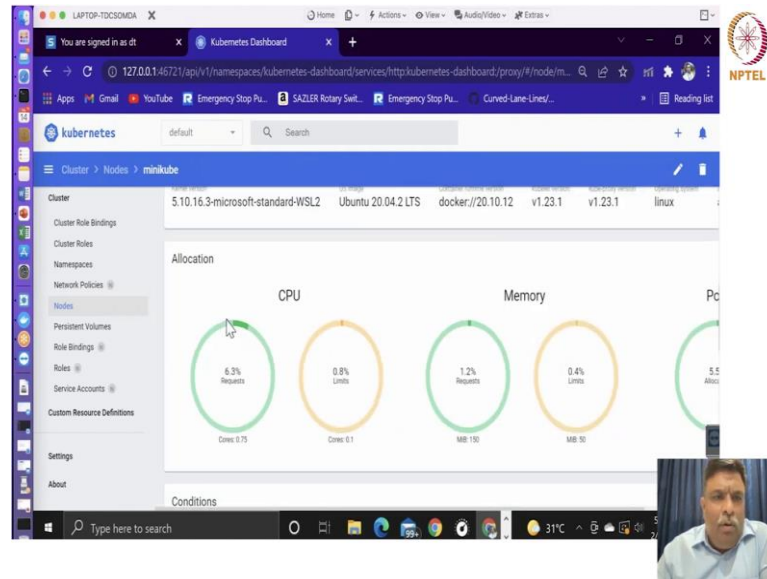 LAPTOP-TDCSOMDA Home Actions View Audio/Video Extras
You are signed in as dt Kubernetes Dashboard
127.0.0.1:46721/api/v1/namespaces/kubernetes-dashboard/services/http:kubernetes-dashboard:/proxy/#/node/m...
NPTEL
Apps Gmail YouTube Emergency Stop Pu... SAZLER Rotary Swit... Emergency Stop Pu... Curved-Lane-Lines/... » Reading list
kubernetes default Search
Cluster > Nodes > minikube
Cluster
5.10.16.3-microsoft-standard-WSL2 Ubuntu 20.04.2 LTS docker://20.10.12 v1.23.1 v1.23.1 linux
Cluster Role Bindings
Cluster Roles
Namespaces
Network Policies
Nodes
Persistent Volumes
Role Bindings
Roles
Service Accounts
Custom Resource Definitions
Settings
About
Allocation
CPU Memory Po
6.3% 0.8% 1.2% 0.4% 5.5
Requests Limits Requests Limits Alloc
Cores: 0.75 Cores: 0.1 MiB: 150 MiB: 50
Conditions
Type here to search 99+ 31°C